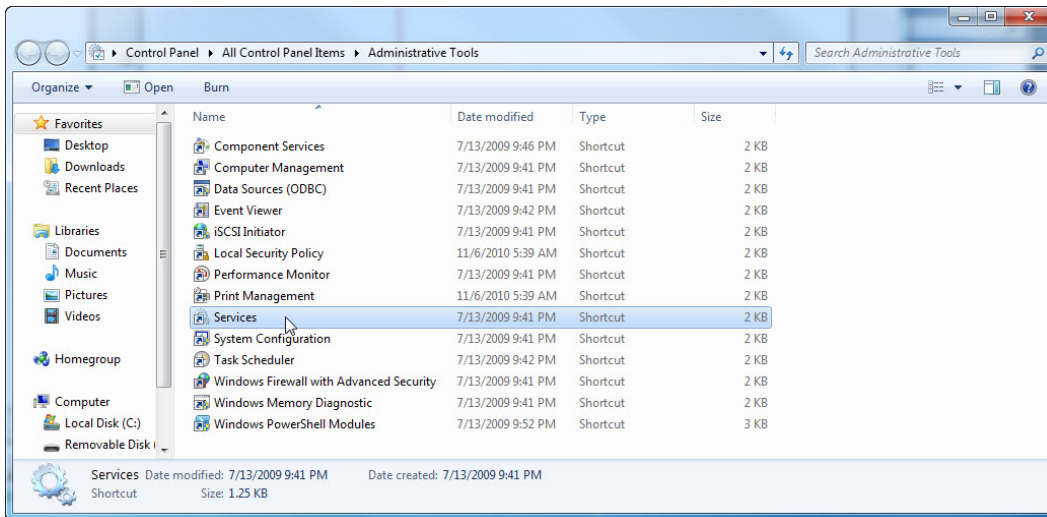 Control Panel ▸ All Control Panel Items ▸ Administrative Tools
Search Administrative Tools
Organize Open Burn
Name Date modified Type Size
Favorites
Desktop
Downloads
Recent Places
Libraries
Documents
Music
Pictures
Videos
Homegroup
Computer
Local Disk (C:)
Removable Disk (
Component Services 7/13/2009 9:46 PM Shortcut 2 KB
Computer Management 7/13/2009 9:41 PM Shortcut 2 KB
Data Sources (ODBC) 7/13/2009 9:41 PM Shortcut 2 KB
Event Viewer 7/13/2009 9:42 PM Shortcut 2 KB
iSCSI Initiator 7/13/2009 9:41 PM Shortcut 2 KB
Local Security Policy 11/6/2010 5:39 AM Shortcut 2 KB
Performance Monitor 7/13/2009 9:41 PM Shortcut 2 KB
Print Management 11/6/2010 5:39 AM Shortcut 2 KB
Services 7/13/2009 9:41 PM Shortcut 2 KB
System Configuration 7/13/2009 9:41 PM Shortcut 2 KB
Task Scheduler 7/13/2009 9:42 PM Shortcut 2 KB
Windows Firewall with Advanced Security 7/13/2009 9:41 PM Shortcut 2 KB
Windows Memory Diagnostic 7/13/2009 9:41 PM Shortcut 2 KB
Windows PowerShell Modules 7/13/2009 9:52 PM Shortcut 3 KB
Services Date modified: 7/13/2009 9:41 PM Date created: 7/13/2009 9:41 PM
Shortcut Size: 1.25 KB